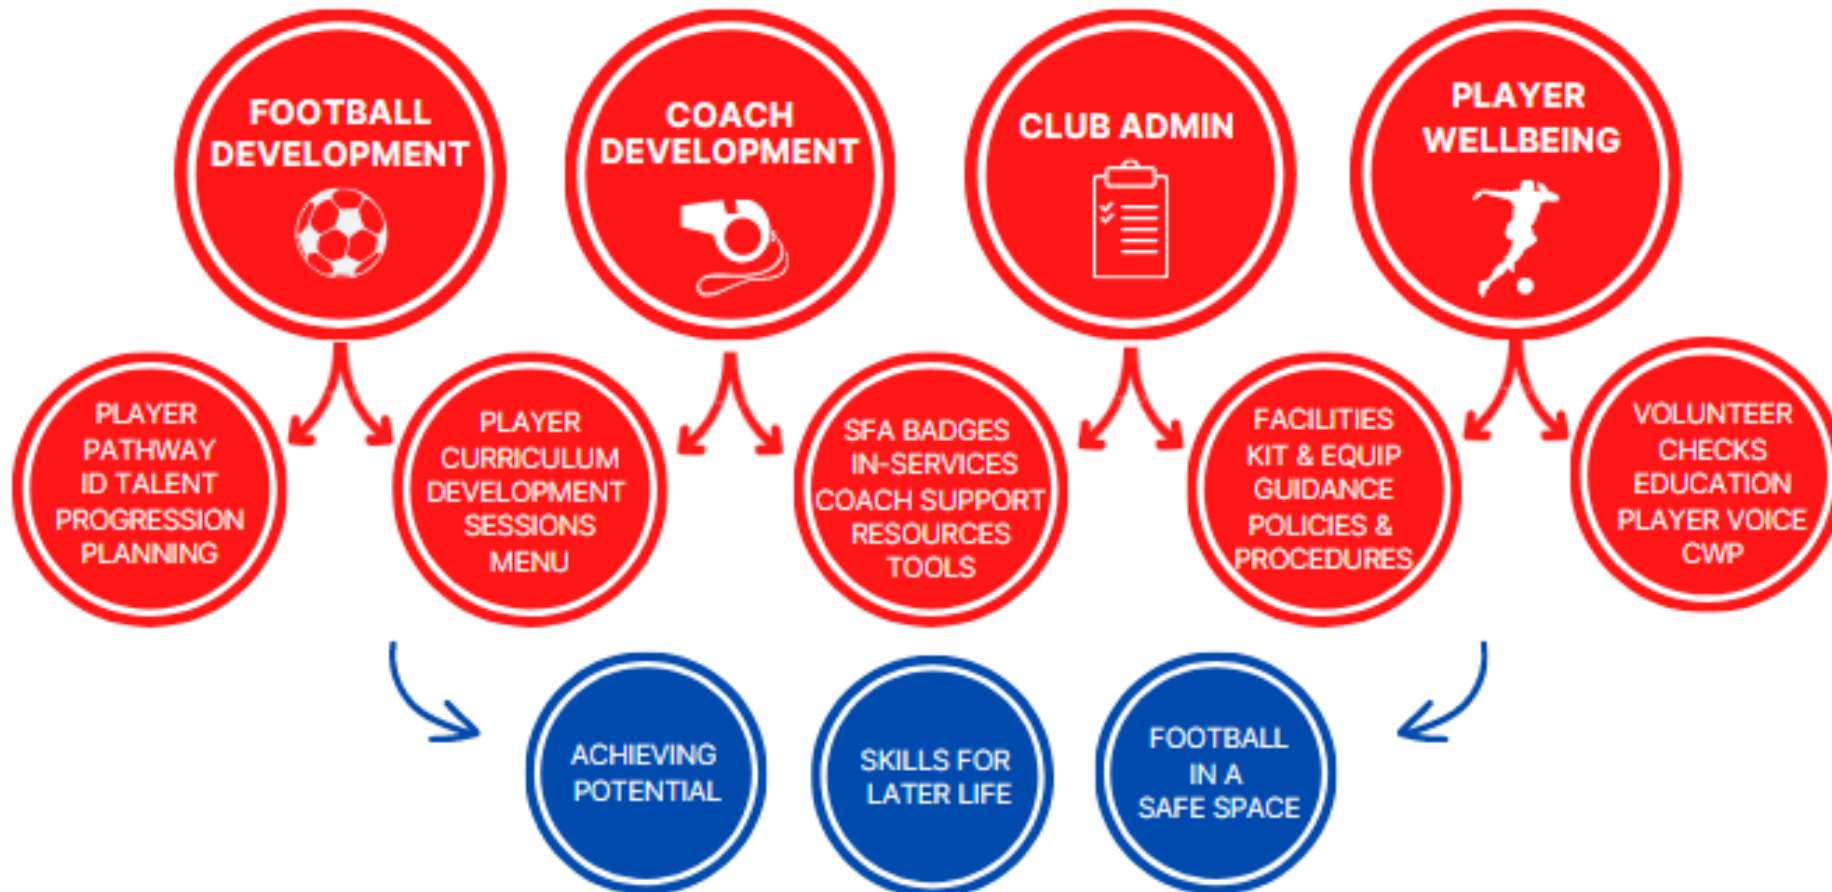 FOOTBALL
DEVELOPMENT
COACH
DEVELOPMENT
CLUB ADMIN
PLAYER
WELLBEING
PLAYER
PATHWAY
ID TALENT
PROGRESSION
PLANNING
PLAYER
CURRICULUM
DEVELOPMENT
SESSIONS
MENU
SFA BADGES
IN-SERVICES
COACH SUPPORT
RESOURCES
TOOLS
FACILITIES
KIT & EQUIP
GUIDANCE
POLICIES &
PROCEDURES
VOLUNTEER
CHECKS
EDUCATION
PLAYER VOICE
CWP
ACHIEVING
POTENTIAL
SKILLS FOR
LATER LIFE
FOOTBALL
IN A
SAFE SPACE